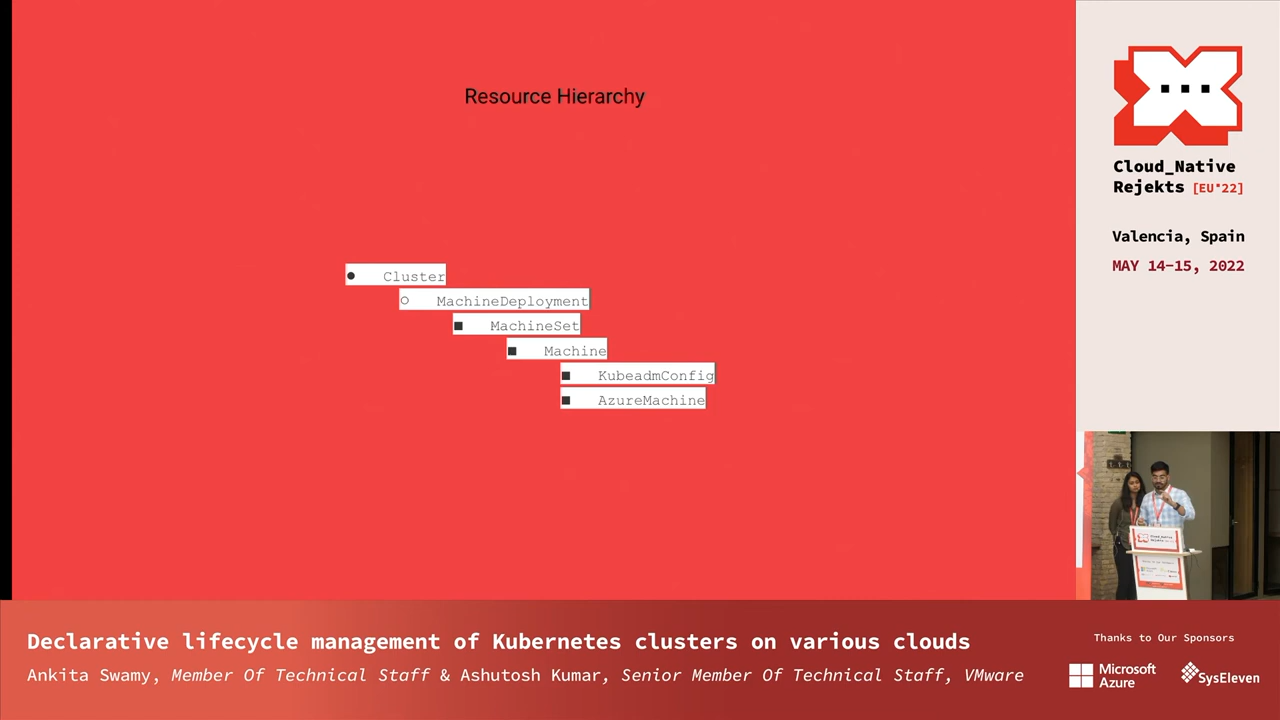 Resource Hierarchy
● Cluster
○ MachineDeployment
■ MachineSet
■ Machine
■ KubeadmConfig
■ AzureMachine
Cloud_Native
Rejekts [EU*22]
Valencia, Spain
MAY 14-15, 2022
Declarative lifecycle management of Kubernetes clusters on various clouds
Ankita Swamy, Member Of Technical Staff & Ashutosh Kumar, Senior Member Of Technical Staff, VMware
Thanks to Our Sponsors
Microsoft
Azure
SysEleven
Cloud_Native
Rejekts